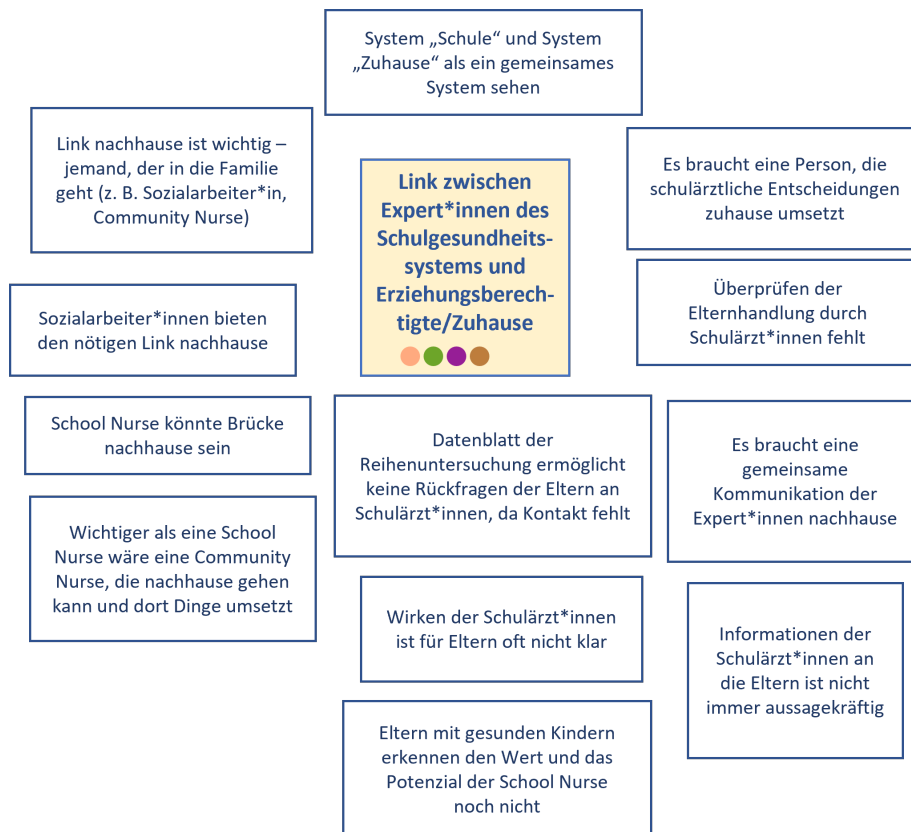 System „Schule“ und System
„Zuhause“ als ein gemeinsames
System sehen
Link nachhause ist wichtig –
jemand, der in die Familie
geht (z. B. Sozialarbeiter*in,
Community Nurse)
Link zwischen
Expert*innen des
Schulgesundheits-
systems und
Erziehungsberech-
tigte/Zuhause
Es braucht eine Person, die
schulärztliche Entscheidungen
zuhause umsetzt
Sozialarbeiter*innen bieten
den nötigen Link nachhause
Überprüfen der
Elternhandlung durch
Schulärzt*innen fehlt
School Nurse könnte Brücke
nachhause sein
Datenblatt der
Reihenuntersuchung ermöglicht
keine Rückfragen der Eltern an
Schulärzt*innen, da Kontakt fehlt
Es braucht eine
gemeinsame
Kommunikation der
Expert*innen nachhause
Wichtiger als eine School
Nurse wäre eine Community
Nurse, die nachhause gehen
kann und dort Dinge umsetzt
Wirken der Schulärzt*innen
ist für Eltern oft nicht klar
Informationen der
Schulärzt*innen an
die Eltern ist nicht
immer aussagekräftig
Eltern mit gesunden Kindern
erkennen den Wert und das
Potenzial der School Nurse
noch nicht